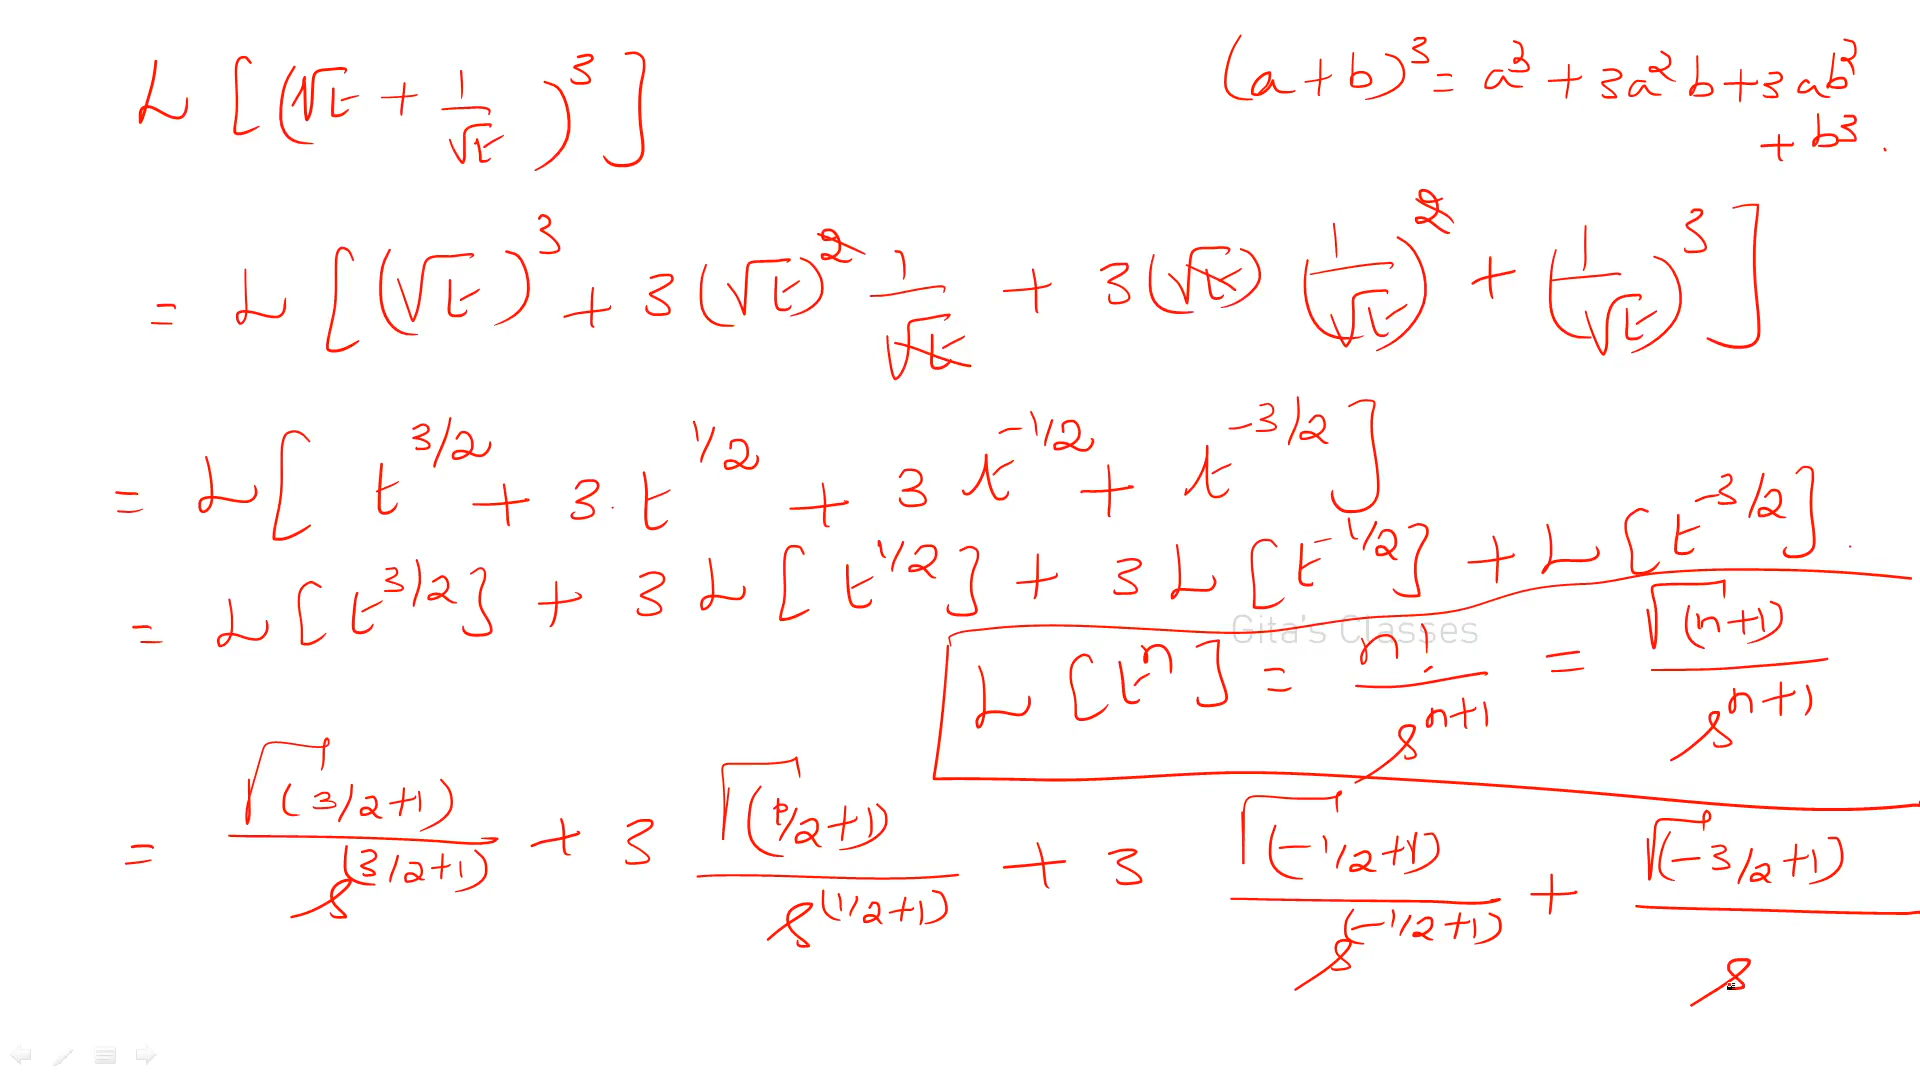 L [(√t + 1/√t)³]
(a+b)³ = a³ + 3a²b + 3ab² + b³.
= L [(√t)³ + 3(√t)² 1/√t + 3(√t) (1/√t)² + (1/√t)³]
= L [t^3/2 + 3.t^1/2 + 3t^-1/2 + t^-3/2]
= L [t^3/2] + 3 L [t^1/2] + 3 L [t^-1/2] + L [t^-3/2].
Gita's Classes
L [t^n] = n!/s^n+1 = Γ(n+1)/s^n+1
= Γ(3/2+1)/s^(3/2+1) + 3 Γ(1/2+1)/s^(1/2+1) + 3 Γ(-1/2+1)/s^(-1/2+1) + Γ(-3/2+1)/s